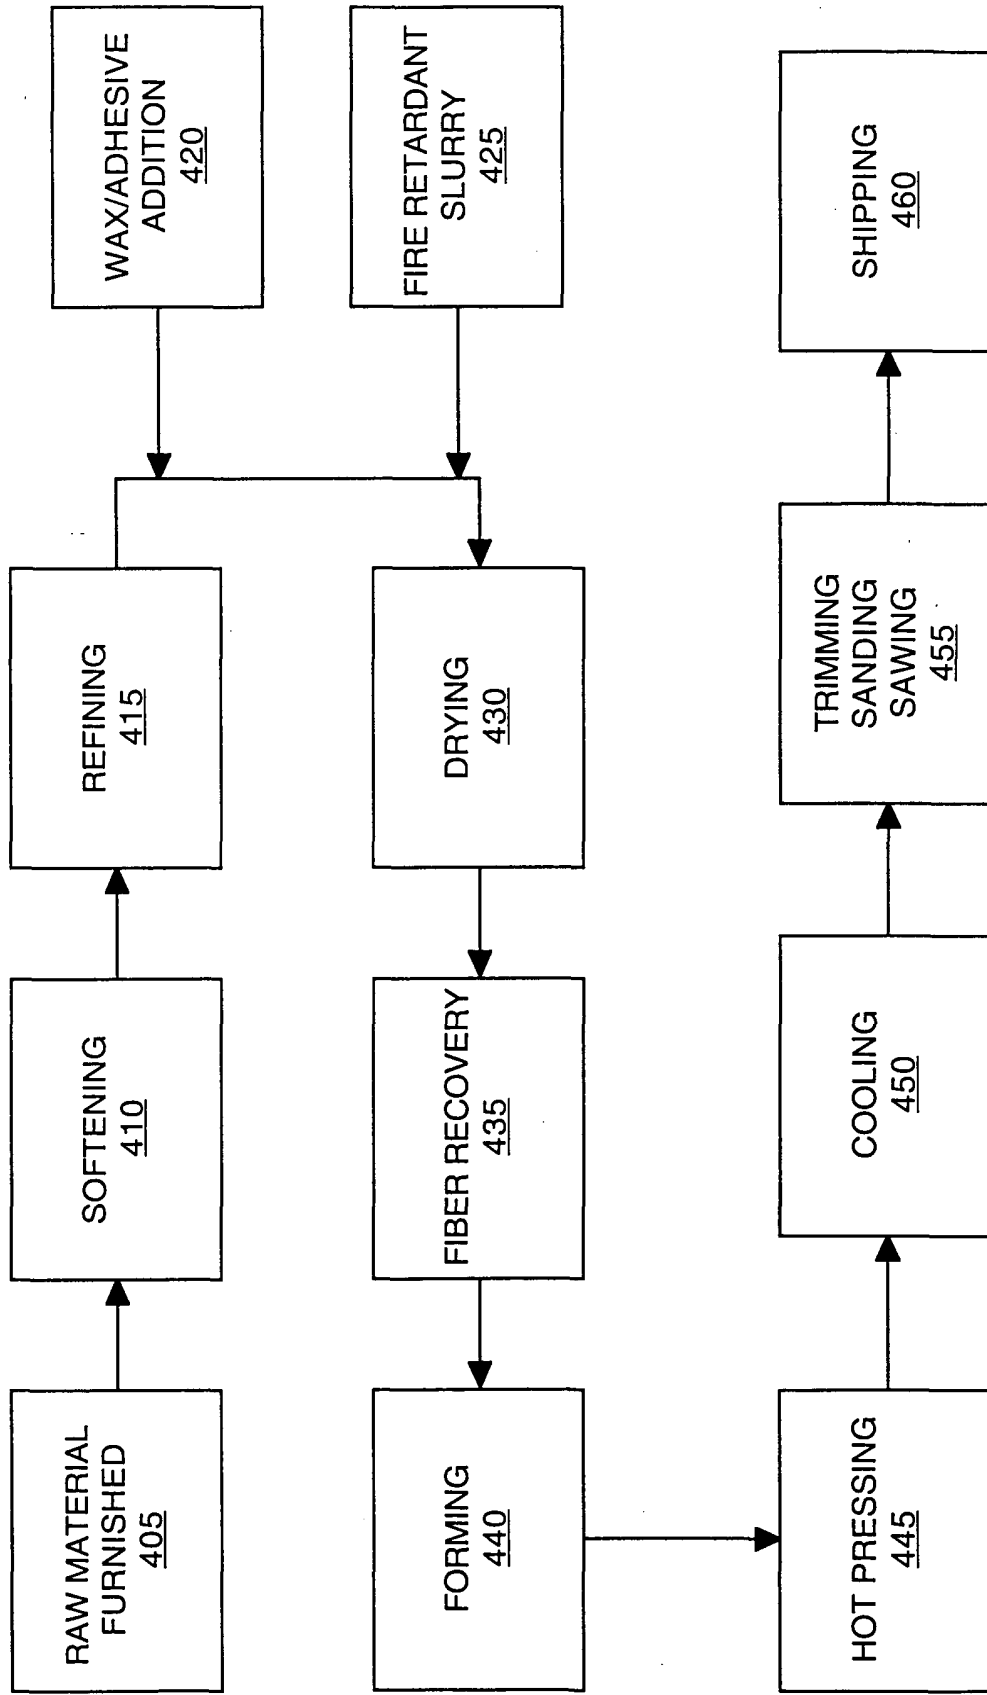 RAW MATERIAL
FURNISHED
405
SOFTENING
410
REFINING
415
WAX/ADHESIVE
ADDITION
420
FIRE RETARDANT
SLURRY
425
DRYING
430
FIBER RECOVERY
435
FORMING
440
HOT PRESSING
445
COOLING
450
TRIMMING
SANDING
SAWING
455
SHIPPING
460